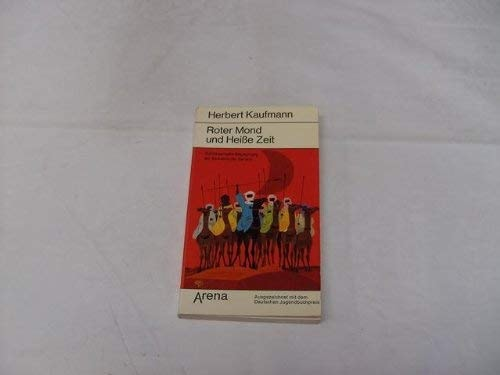 Herbert Kaufmann
Roter Mond
und Heiße Zeit
Arena
Ausgezeichnet mit dem
Deutschen Jugendbuchpreis